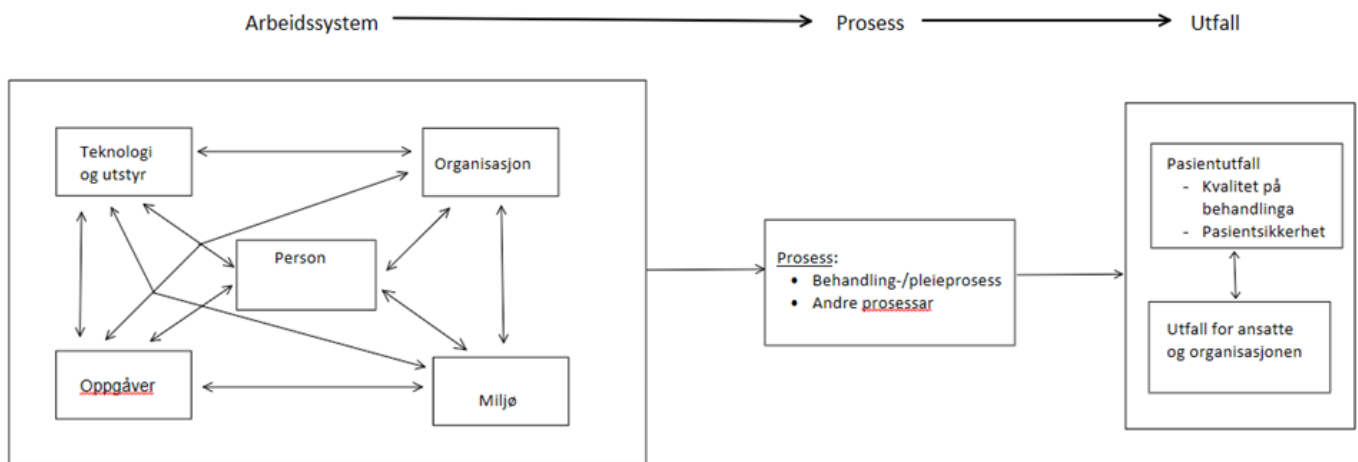 Arbeidssystem
Prosess
Utfall
Teknologi
og utstyr
Organisasjon
Person
Oppgåver
Miljø
Prosess:
• Behandling-/pleieprosess
• Andre prosessar
Pasientutfall
- Kvalitet på
behandlinga
- Pasientsikkerhet
Utfall for ansatte
og organisasjonen